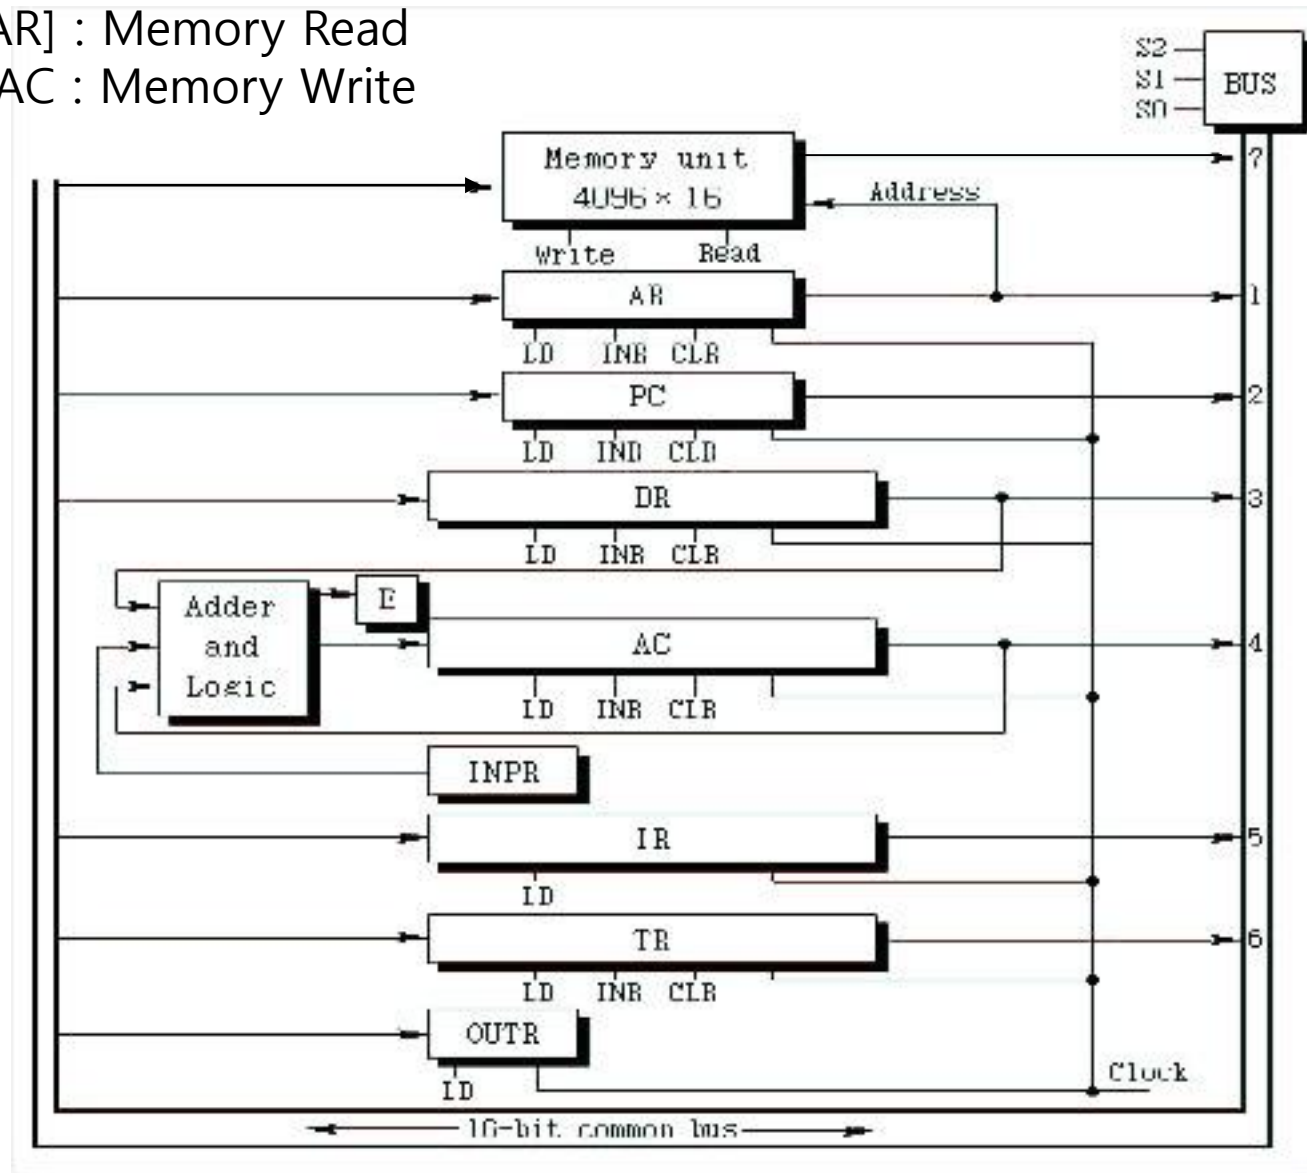 AR] : Memory Read
AC : Memory Write
S2
S1
S0
BUS
Memory unit
4096 × 16
7
Address
Write
Read
AR
1
LD INR CLR
PC
2
LD
DR
3
LD INR CLR
E
Adder
and
Logic
AC
4
LD INR CLR
INPR
IR
5
LD
TR
6
LD INR CLR
OUTR
LD
Clock
16-bit common bus